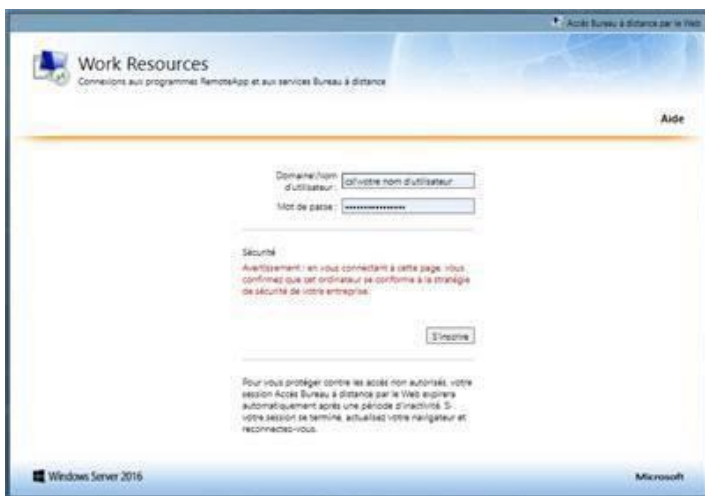 Accès Bureau à distance par le Web
Work Resources
Connexions aux programmes RemoteApp et aux services Bureau à distance
Aide
Domaine\nom
d'utilisateur :
votre nom d'utilisateur
Mot de passe :
Sécurité
Avertissement : en vous connectant à cette page, vous
confirmez que cet ordinateur se conforme à la stratégie
de sécurité de votre entreprise.
S'inscrire
Pour vous protéger contre les accès non autorisés, votre
session Accès Bureau à distance par le Web expirera
automatiquement après une période d'inactivité. Si
votre session se termine, actualisez votre navigateur et
reconnectez-vous.
Windows Server 2016
Microsoft